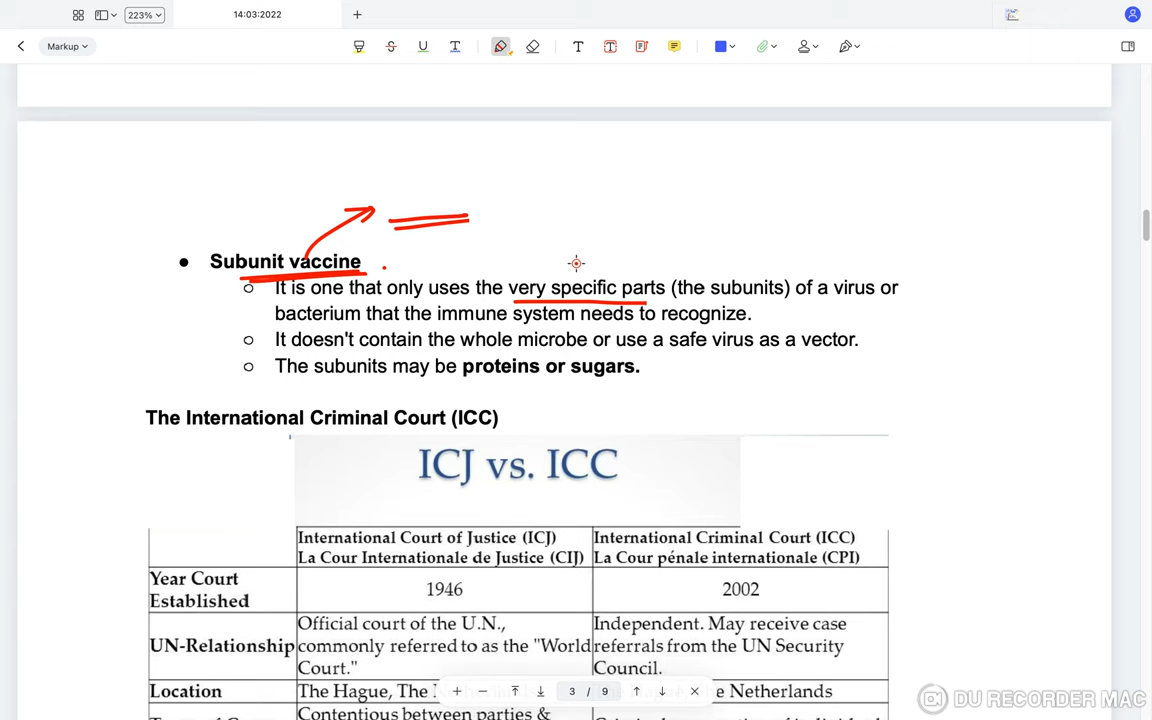 223%
14:03:2022
Markup
Subunit vaccine
It is one that only uses the very specific parts (the subunits) of a virus or
bacterium that the immune system needs to recognize.
It doesn't contain the whole microbe or use a safe virus as a vector.
The subunits may be proteins or sugars.
The International Criminal Court (ICC)
ICJ vs. ICC
International Court of Justice (ICJ)
La Cour Internationale de Justice (CIJ)
International Criminal Court (ICC)
La Cour pénale internationale (CPI)
Year Court
Established
1946
2002
UN-Relationship
Official court of the U.N.,
commonly referred to as the "World
Court."
Independent. May receive case
referrals from the UN Security
Council.
Location
The Hague, The
Netherlands
Contentious between parties &
3 / 9
DU RECORDER MAC